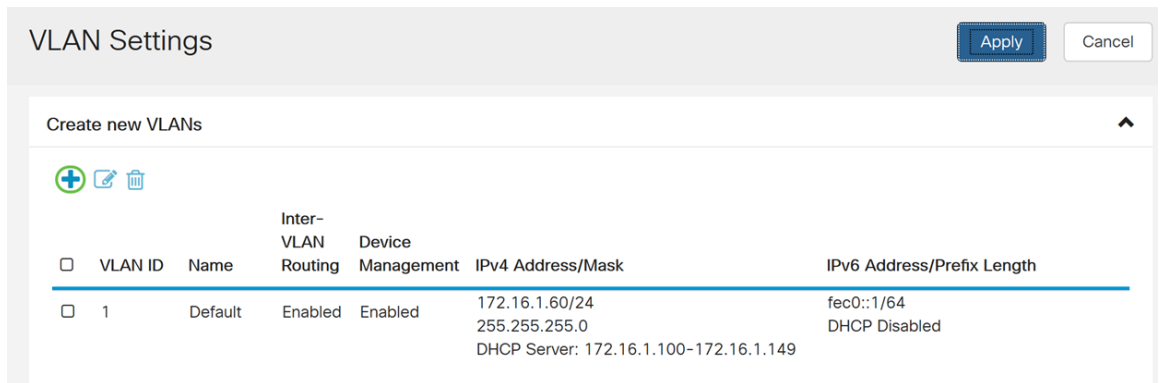 VLAN Settings
Apply
Cancel
Create new VLANs
Inter-
VLAN Device
VLAN ID Name Routing Management IPv4 Address/Mask IPv6 Address/Prefix Length
1 Default Enabled Enabled 172.16.1.60/24 fec0::1/64
255.255.255.0 DHCP Disabled
DHCP Server: 172.16.1.100-172.16.1.149